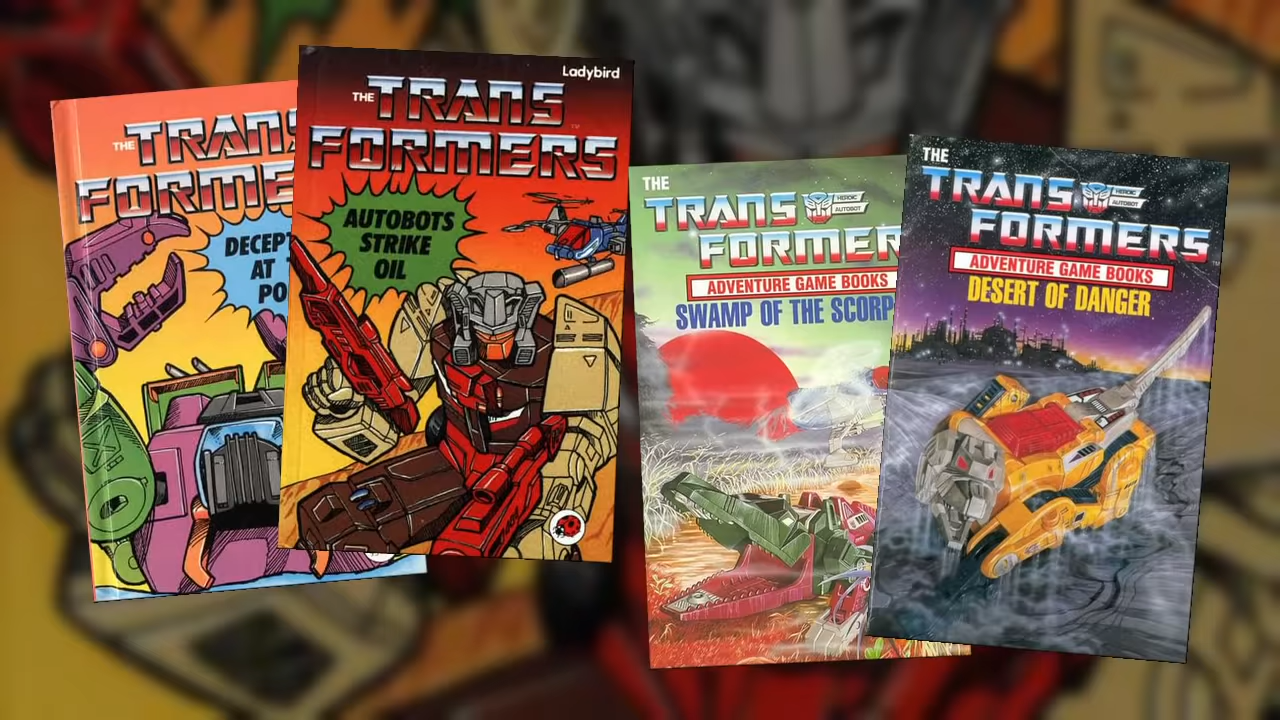 THE
TRANS
FORME
DECEPT
AT
PO
Ladybird
THE TRANS
FORMERS
AUTOBOTS
STRIKE
OIL
THE
TRANS HEROIC AUTOBOT
FORMER
ADVENTURE GAME BOOKS
SWAMP OF THE SCORP
THE
TRANS HEROIC AUTOBOT
FORMERS
ADVENTURE GAME BOOKS
DESERT OF DANGER